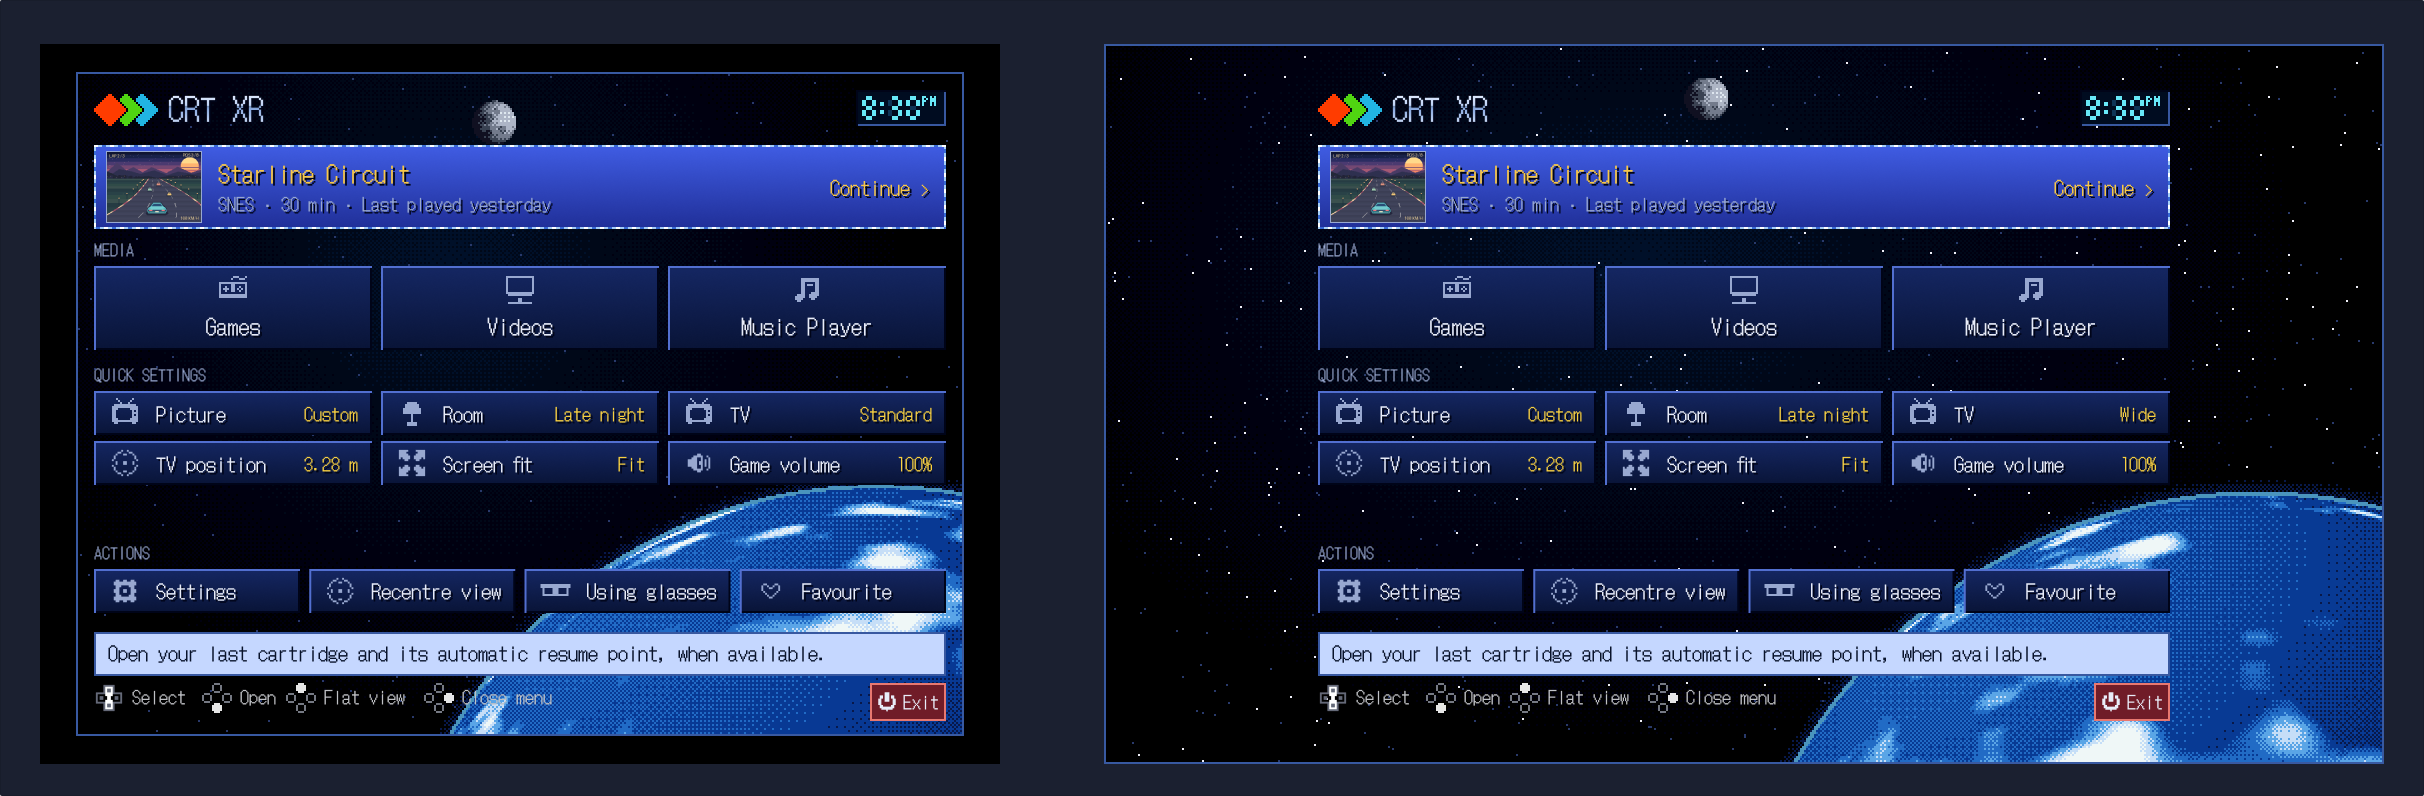 CRT XR
8:30PM
Starline Circuit
SNES · 30 min · Last played yesterday
Continue >
MEDIA
Games
Videos
Music Player
QUICK SETTINGS
Picture Custom
Room Late night
TV Standard
TV position 3.28 m
Screen fit Fit
Game volume 100%
ACTIONS
Settings
Recentre view
Using glasses
Favourite
Open your last cartridge and its automatic resume point, when available.
Select Open Flat view Close menu
Exit
CRT XR
8:30PM
Starline Circuit
SNES · 30 min · Last played yesterday
Continue >
MEDIA
Games
Videos
Music Player
QUICK SETTINGS
Picture Custom
Room Late night
TV Wide
TV position 3.28 m
Screen fit Fit
Game volume 100%
ACTIONS
Settings
Recentre view
Using glasses
Favourite
Open your last cartridge and its automatic resume point, when available.
Select Open Flat view Close menu
Exit